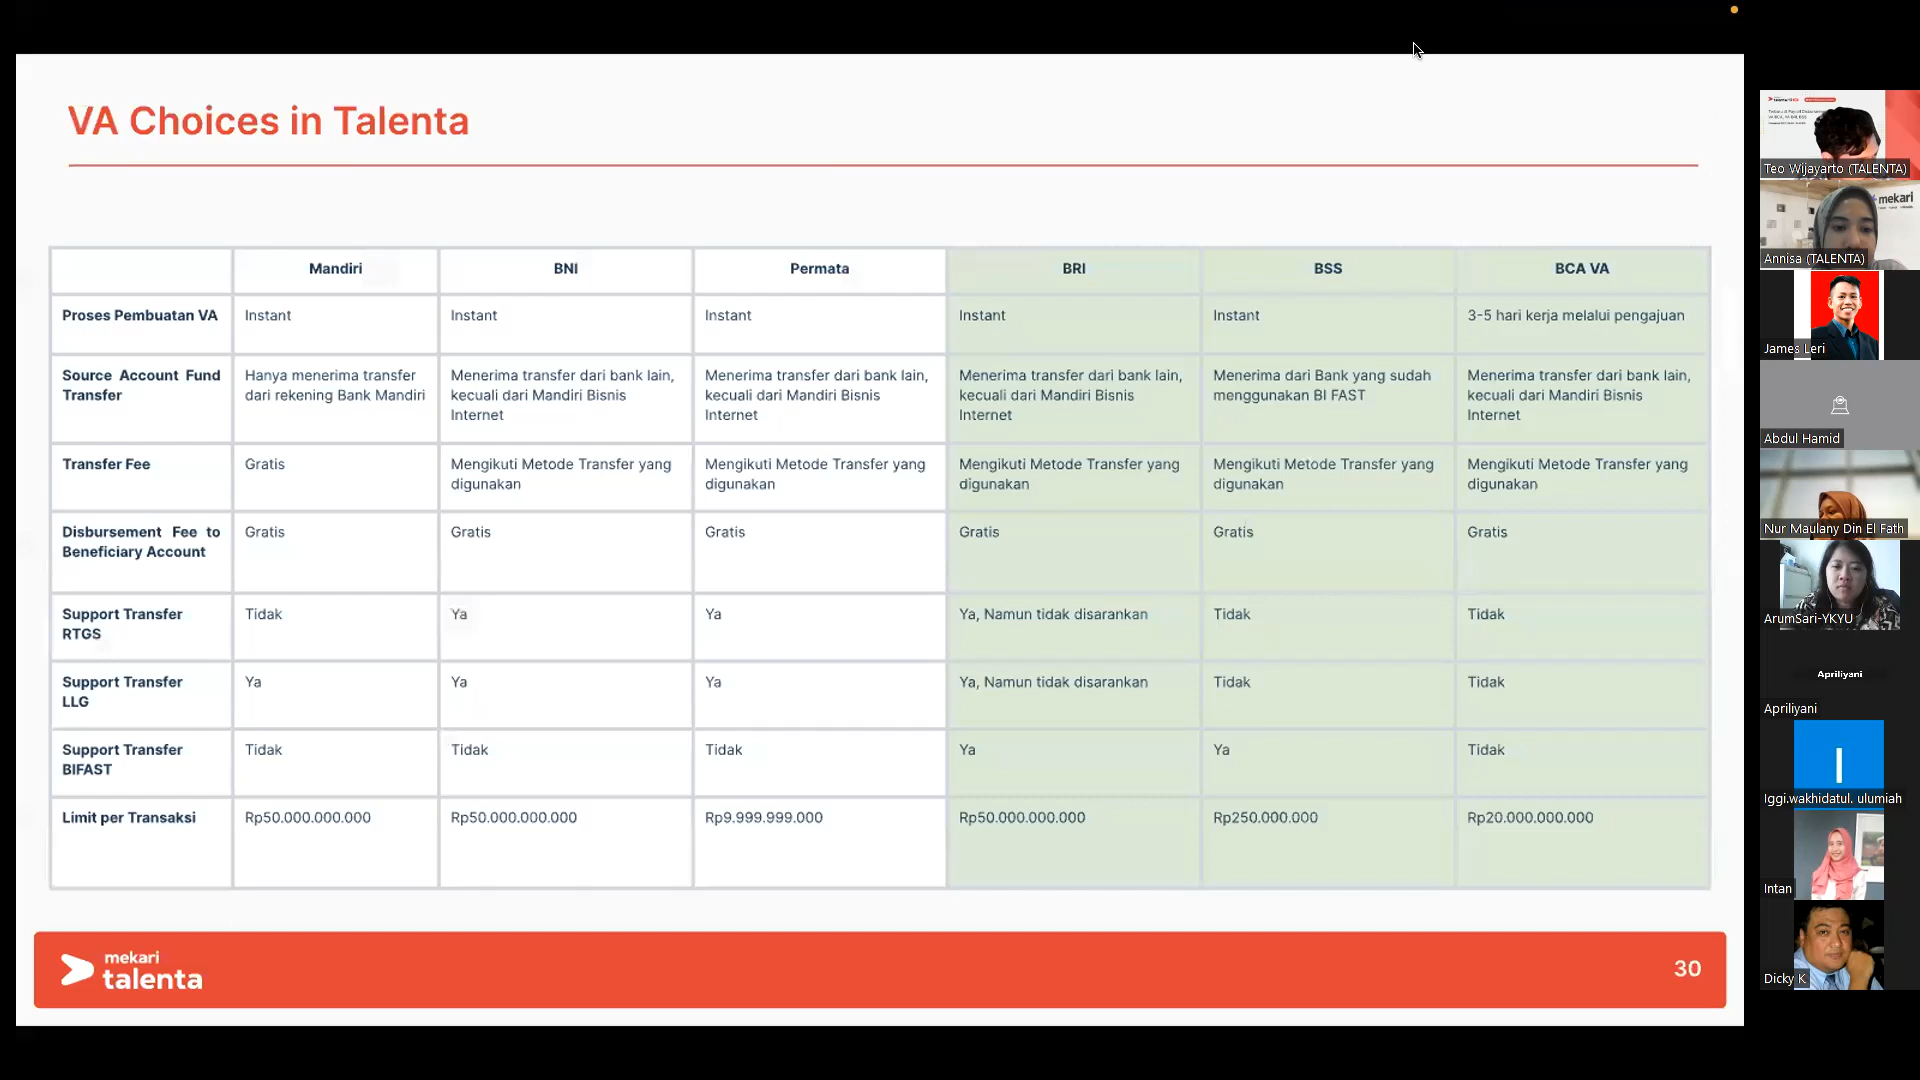 VA Choices in Talenta
Mandiri BNI Permata BRI BSS BCA VA
Proses Pembuatan VA Instant Instant Instant Instant Instant 3-5 hari kerja melalui pengajuan
Source Account Fund Transfer
Hanya menerima transfer dari rekening Bank Mandiri
Menerima transfer dari bank lain, kecuali dari Mandiri Bisnis Internet
Menerima transfer dari bank lain, kecuali dari Mandiri Bisnis Internet
Menerima transfer dari bank lain, kecuali dari Mandiri Bisnis Internet
Menerima dari Bank yang sudah menggunakan BI FAST
Menerima transfer dari bank lain, kecuali dari Mandiri Bisnis Internet
Transfer Fee
Gratis
Mengikuti Metode Transfer yang digunakan
Mengikuti Metode Transfer yang digunakan
Mengikuti Metode Transfer yang digunakan
Mengikuti Metode Transfer yang digunakan
Mengikuti Metode Transfer yang digunakan
Disbursement Fee to Beneficiary Account
Gratis Gratis Gratis Gratis Gratis Gratis
Support Transfer RTGS
Tidak Ya Ya Ya, Namun tidak disarankan Tidak Tidak
Support Transfer LLG
Ya Ya Ya Ya, Namun tidak disarankan Tidak Tidak
Support Transfer BIFAST
Tidak Tidak Tidak Ya Ya Tidak
Limit per Transaksi Rp50.000.000.000 Rp50.000.000.000 Rp9.999.999.000 Rp50.000.000.000 Rp250.000.000 Rp20.000.000.000
mekari
talenta
30
Teo Wijayarto (TALENTA)
mekari
Annisa (TALENTA)
James Leri
Abdul Hamid
Nur Maulany Din El Fath
ArumSari-YKYU
Apriliyani
Apriliyani
I
Iggi.wakhidatul. ulumiah
Intan
Dicky K